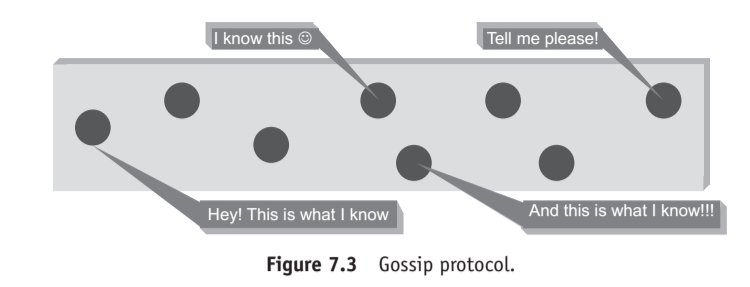 I know this ☺
Tell me please!
Hey! This is what I know
And this is what I know!!!
Figure 7.3 Gossip protocol.